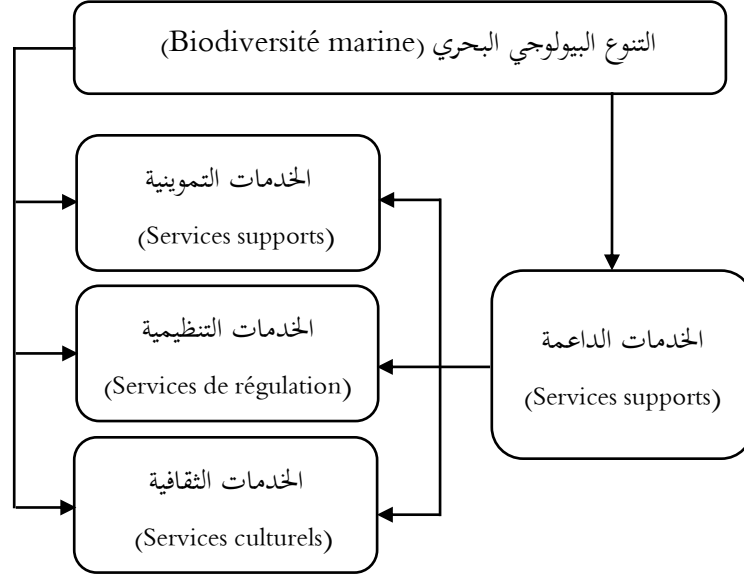 التنوع البيولوجي البحري (Biodiversité marine)
الخدمات التموينية
(Services supports)
الخدمات التنظيمية
(Services de régulation)
الخدمات الثقافية
(Services culturels)
الخدمات الداعمة
(Services supports)